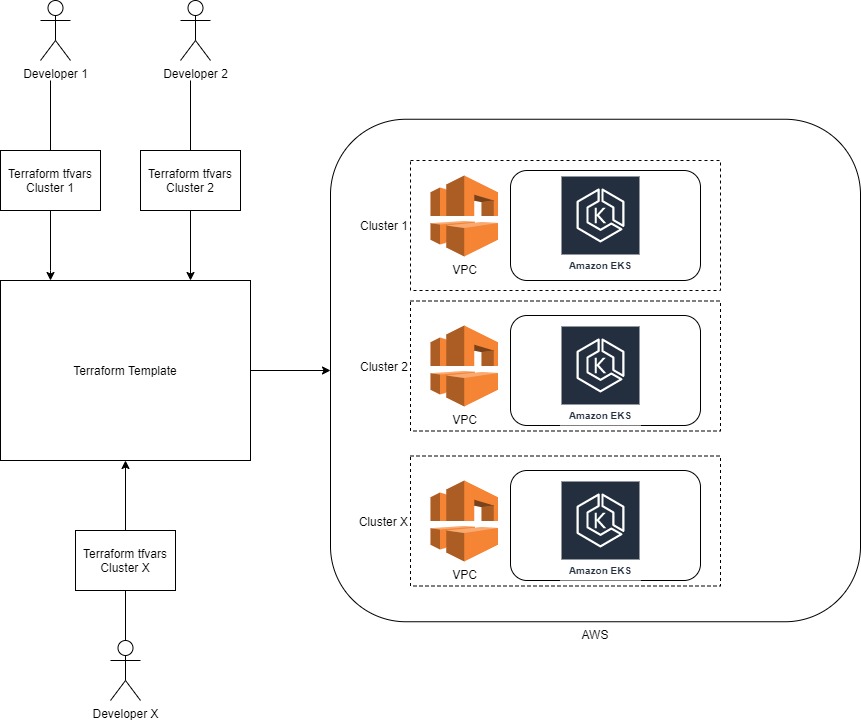 Developer 1
Developer 2
Terraform tfvars
Cluster 1
Terraform tfvars
Cluster 2
Cluster 1
VPC
K
Amazon EKS
Terraform Template
Cluster 2
VPC
K
Amazon EKS
Cluster X
VPC
K
Amazon EKS
Terraform tfvars
Cluster X
AWS
Developer X